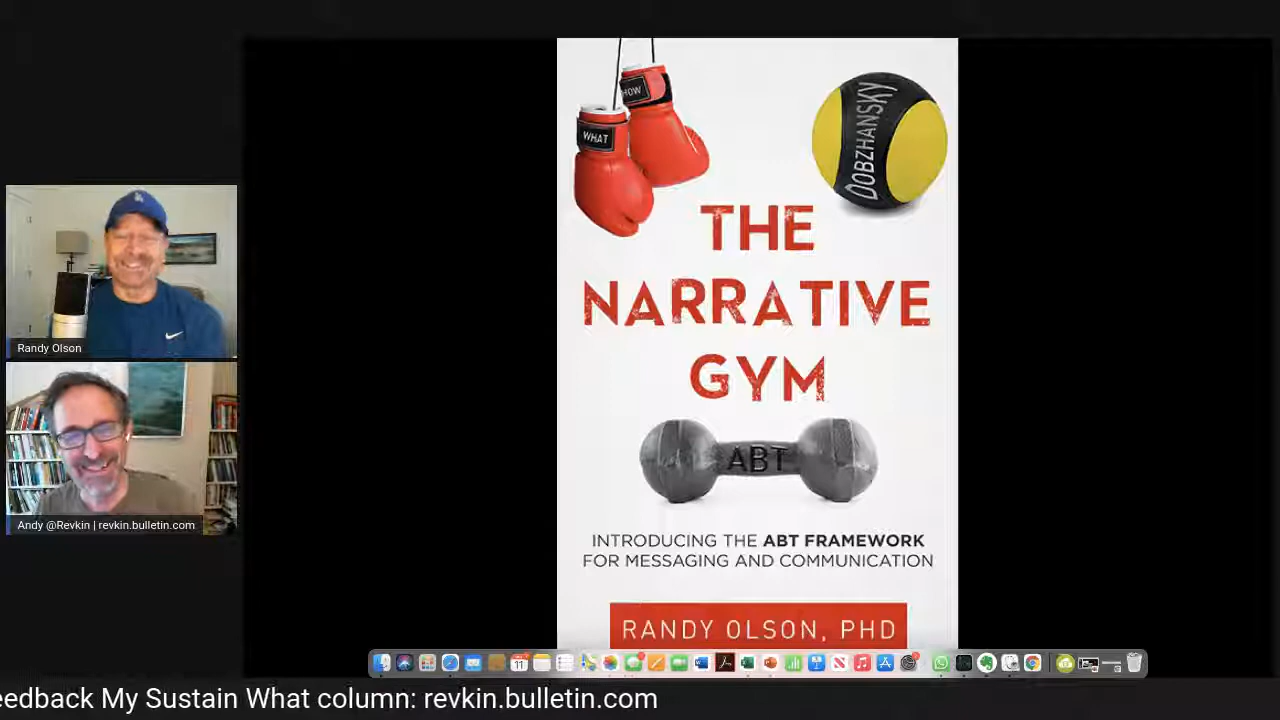 HOW
WHAT
DOBZHANSKY
THE
NARRATIVE
GYM
ABT
INTRODUCING THE ABT FRAMEWORK
FOR MESSAGING AND COMMUNICATION
RANDY OLSON, PHD
Randy Olson
Andy @Revkin | revkin.bulletin.com
11
eedback My Sustain What column: revkin.bulletin.com